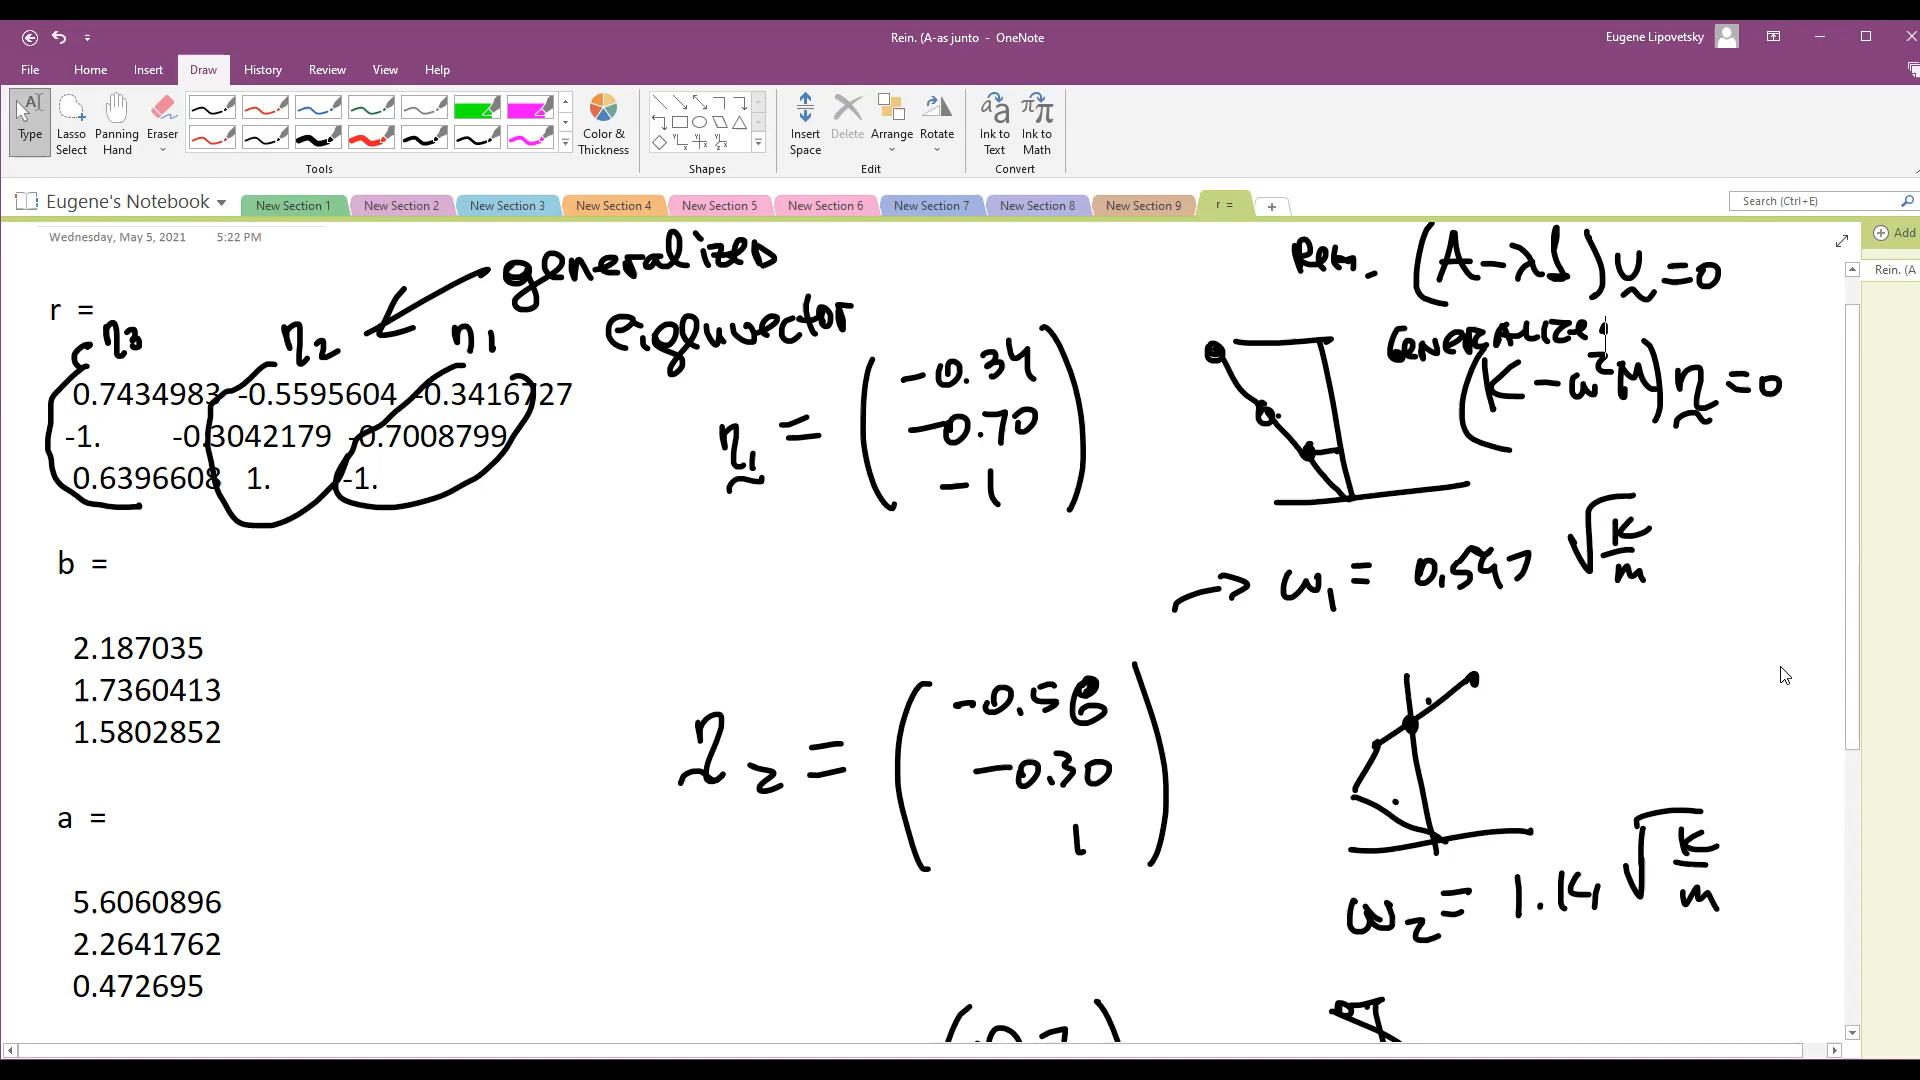 Rein. (A-as junto - OneNote
Eugene Lipovetsky
File Home Insert Draw History Review View Help
Type
Lasso Select
Panning Hand
Eraser
Color & Thickness
Insert Space
Delete
Arrange
Rotate
Ink to Text
Ink to Math
Tools Shapes Edit Convert
Eugene's Notebook
New Section 1 New Section 2 New Section 3 New Section 4 New Section 5 New Section 6 New Section 7 New Section 8 New Section 9 r =
Search (Ctrl+E)
Add
Rein. (A
Wednesday, May 5, 2021 5:22 PM
generalized
eigenvector
Rem. (A - λI) u = 0
GENERALIZE:
(K - ω² M) η = 0
r =
η3 η2 η1
0.7434983 -0.5595604 -0.3416727
-1. -0.3042179 -0.7008799
0.6396608 1. -1.
η1 =
-0.34
-0.70
-1
ω1 = 0.547 √K/m
b =
2.187035
1.7360413
1.5802852
η2 =
-0.56
-0.30
1
ω2 = 1.14 √K/m
a =
5.6060896
2.2641762
0.472695